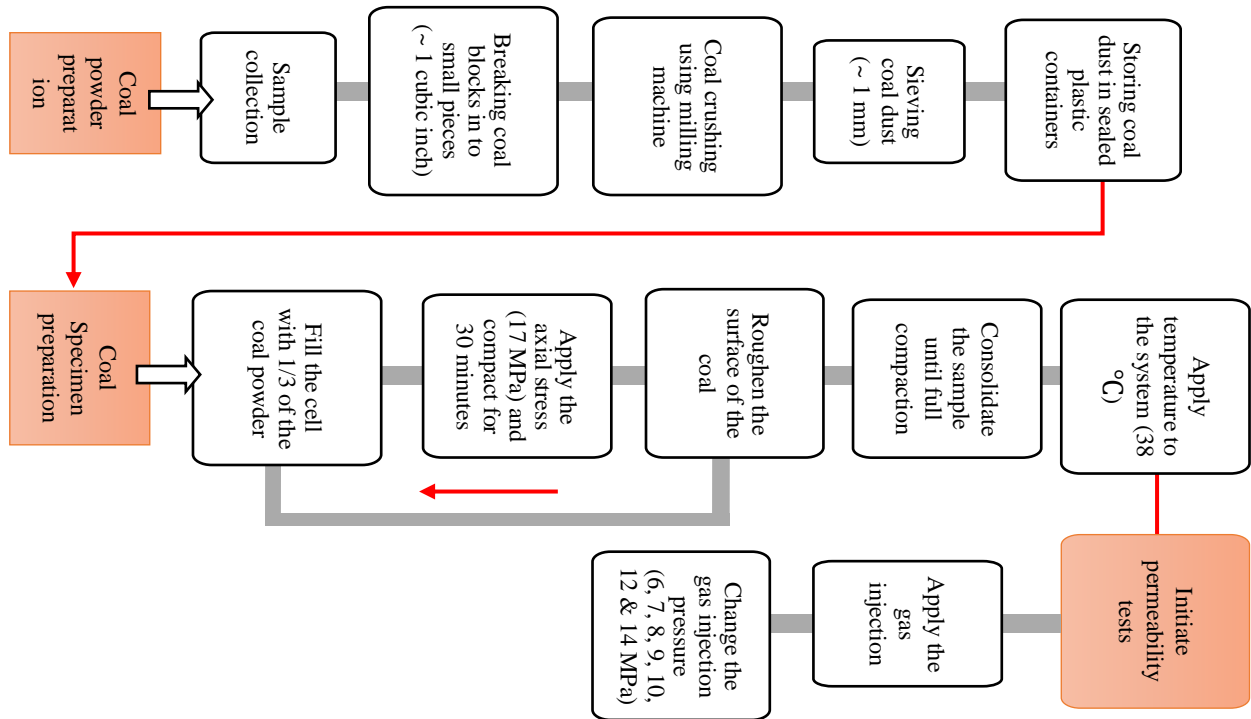 Coal
powder
preparat
ion
Sample
collection
Breaking coal
blocks in to
small pieces
(~ 1 cubic inch)
Coal crushing
using milling
machine
Sieving
coal dust
(~ 1 mm)
Storing coal
dust in sealed
plastic
containers
Coal
Specimen
preparation
Fill the cell
with 1/3 of the
coal powder
Apply the
axial stress
(17 MPa) and
compact for
30 minutes
Roughen the
surface of the
coal
Consolidate
the sample
until full
compaction
Apply
temperature to
the system (38
°C)
Initiate
permeability
tests
Apply the
gas
injection
Change the
gas injection
pressure
(6, 7, 8, 9, 10,
12 & 14 MPa)